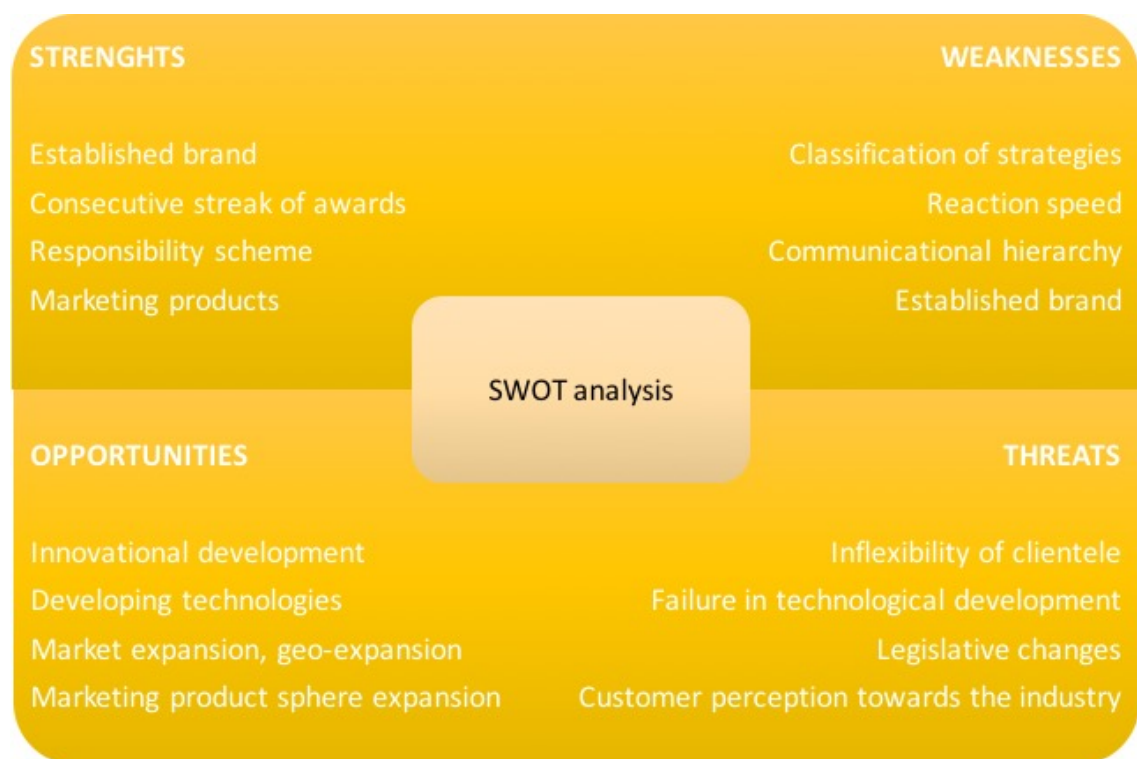 STRENGHTS
Established brand
Consecutive streak of awards
Responsibility scheme
Marketing products
WEAKNESSES
Classification of strategies
Reaction speed
Communicational hierarchy
Established brand
SWOT analysis
OPPORTUNITIES
Innovational development
Developing technologies
Market expansion, geo-expansion
Marketing product sphere expansion
THREATS
Inflexibility of clientele
Failure in technological development
Legislative changes
Customer perception towards the industry